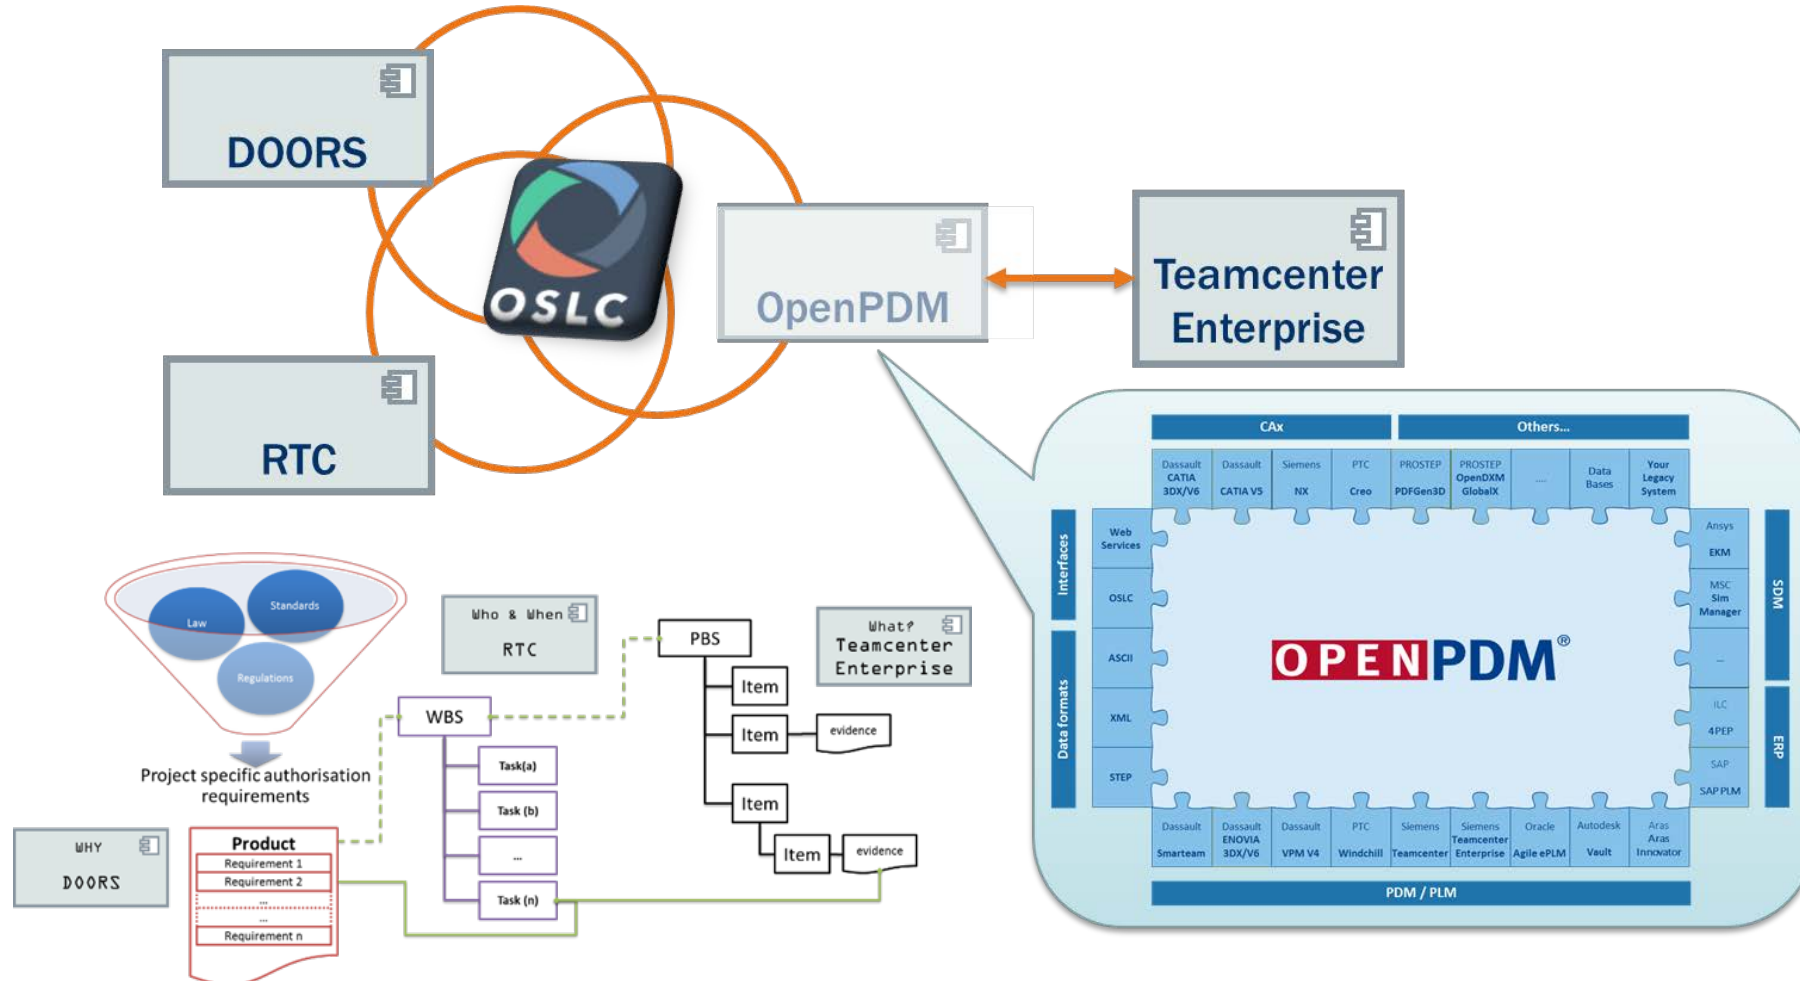 DOORS
OSLC
OpenPDM
Teamcenter
Enterprise
RTC
CAx
Others...
Dassault
CATIA
3DX/V6
Dassault
CATIA V5
Siemens
NX
PTC
Creo
PROSTEP
PDFGen3D
PROSTEP
OpenDXM
GlobalX
....
Data
Bases
Your
Legacy
System
Interfaces
Web
Services
OSLC
Data formats
ASCII
XML
STEP
OPENPDM®
Ansys
EKM
MSC
Sim
Manager
...
SDM
ILC
4PEP
SAP
SAP PLM
ERP
Dassault
Smarteam
Dassault
ENOVIA
3DX/V6
Dassault
VPM V4
PTC
Windchill
Siemens
Teamcenter
Siemens
Teamcenter
Enterprise
Oracle
Agile ePLM
Autodesk
Vault
Aras
Aras
Innovator
PDM / PLM
Standards
Law
Regulations
Project specific authorisation
requirements
WHY
DOORS
Product
Requirement 1
Requirement 2
...
...
Requirement n
Who & When
RTC
WBS
Task(a)
Task (b)
...
Task (n)
PBS
Item
Item
evidence
Item
Item
evidence
What?
Teamcenter
Enterprise